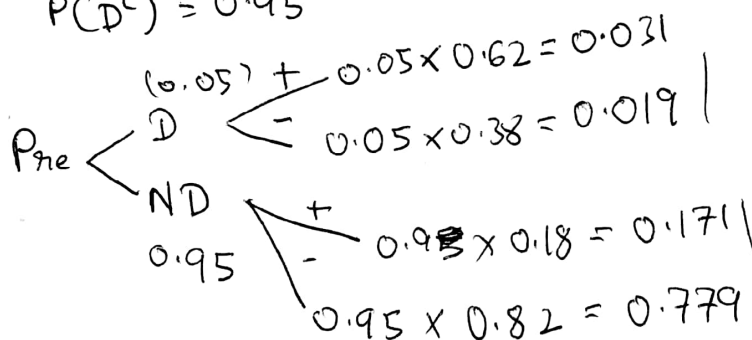 P(Dᶜ) = 0.95
(0.05) + 0.05 × 0.62 = 0.031
D
- 0.05 × 0.38 = 0.019
Pre
ND
+ 0.95 × 0.18 = 0.171
0.95
- 0.95 × 0.82 = 0.779